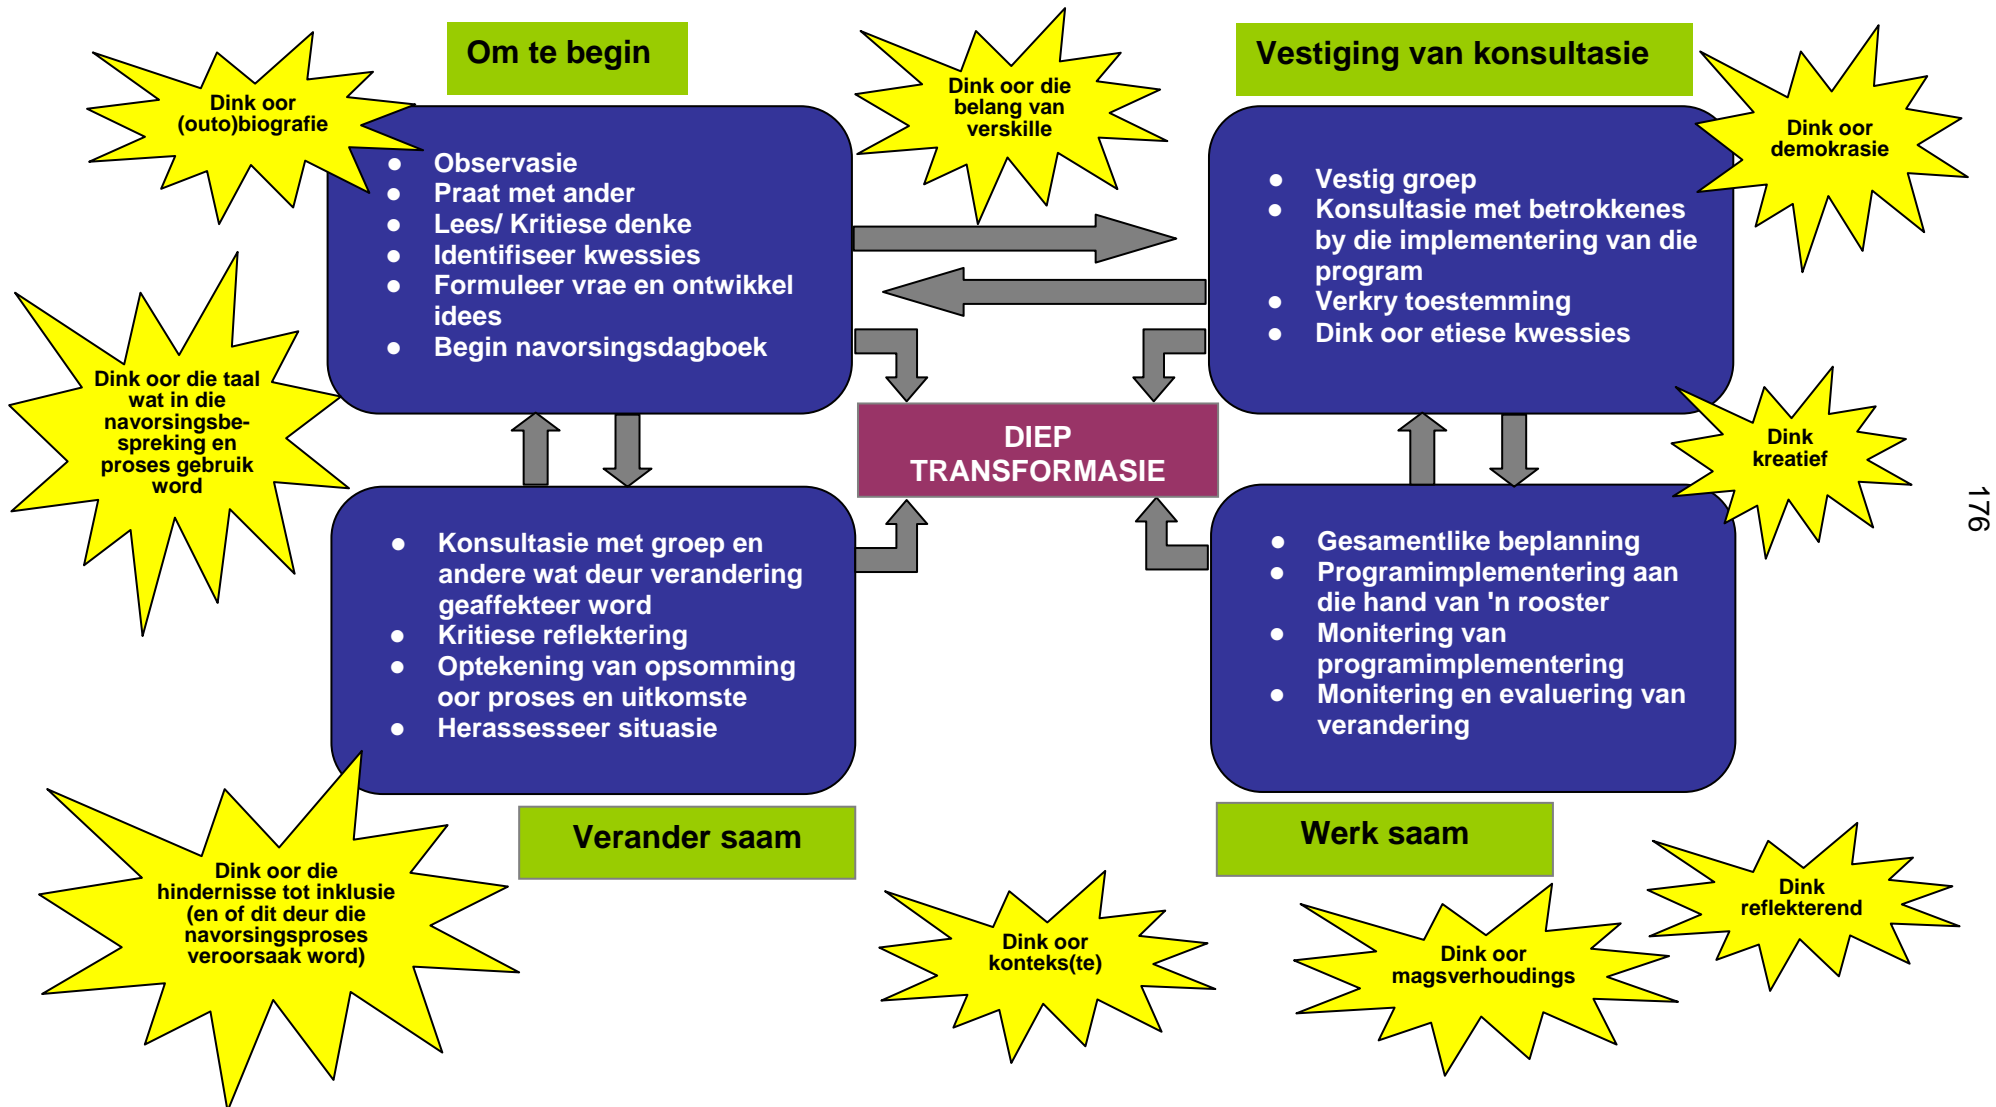 Om te begin
Vestiging van konsultasie
Dink oor
(outo)biografie
Dink oor die
belang van
verskille
Dink oor
demokrasie
● Observasie
● Praat met ander
● Lees/ Kritiese denke
● Identifiseer kwessies
● Formuleer vrae en ontwikkel
idees
● Begin navorsingsdagboek
● Vestig groep
● Konsultasie met betrokkenes
by die implementering van die
program
● Verkry toestemming
● Dink oor etiese kwessies
Dink oor die taal
wat in die
navorsingsbe-
spreking en
proses gebruik
word
DIEP
TRANSFORMASIE
Dink
kreatief
176
● Konsultasie met groep en
andere wat deur verandering
geaffekteer word
● Kritiese reflektering
● Optekening van opsomming
oor proses en uitkomste
● Herassesseer situasie
● Gesamentlike beplanning
● Programimplementering aan
die hand van 'n rooster
● Monitering van
programimplementering
● Monitering en evaluering van
verandering
Verander saam
Werk saam
Dink oor die
hindernisse tot inklusie
(en of dit deur die
navorsingsproses
veroorsaak word)
Dink oor
konteks(te)
Dink oor
magsverhoudings
Dink
reflekterend